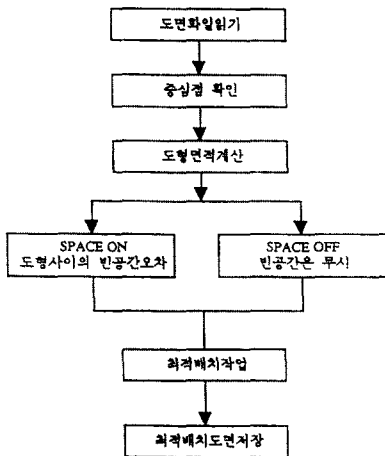 도면화일읽기
중심점 확인
도형면적계산
SPACE ON
도형사이의 빈공간오차
SPACE OFF
빈공간은 무시
최적배치작업
최적배치도면저장